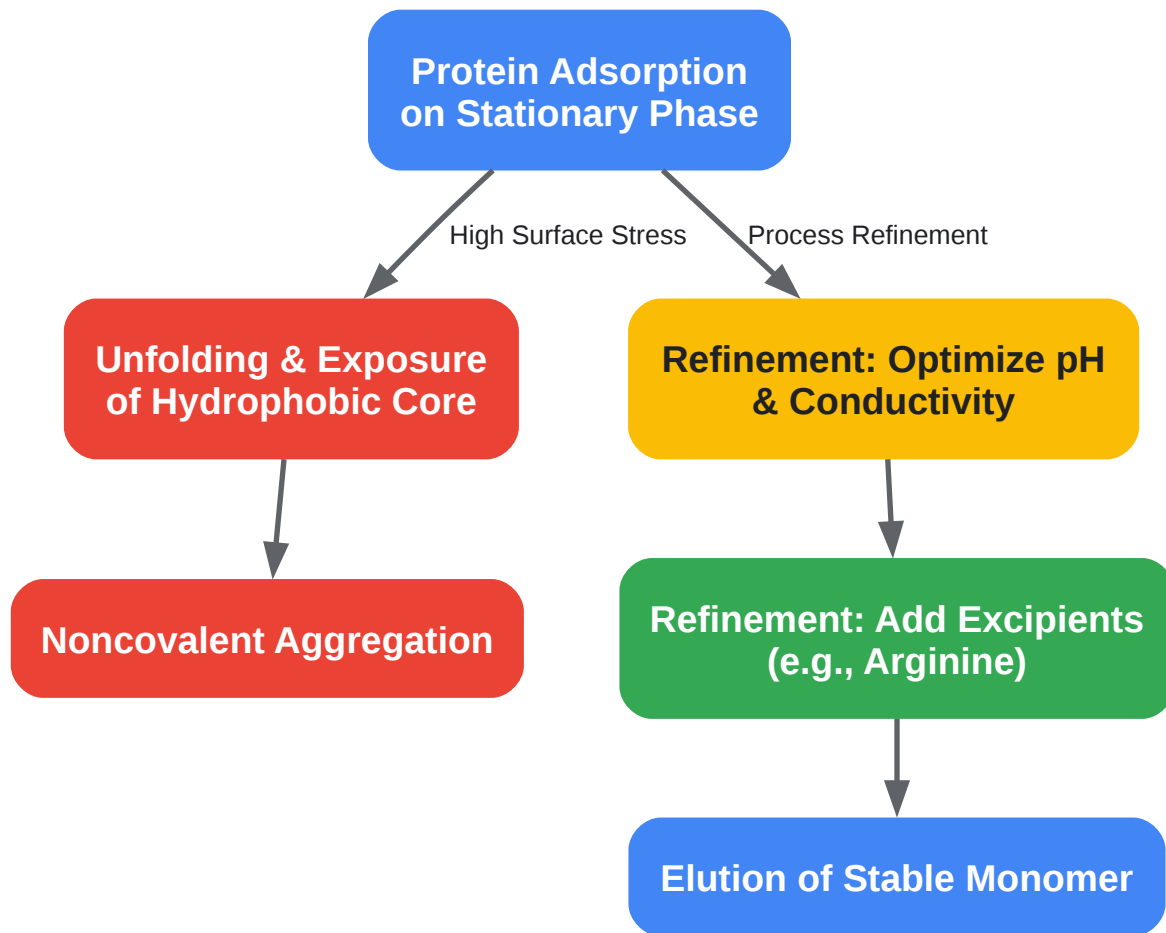 Protein Adsorption
on Stationary Phase
High Surface Stress
Process Refinement
Unfolding & Exposure
of Hydrophobic Core
Refinement: Optimize pH
& Conductivity
Noncovalent Aggregation
Refinement: Add Excipients
(e.g., Arginine)
Elution of Stable Monomer